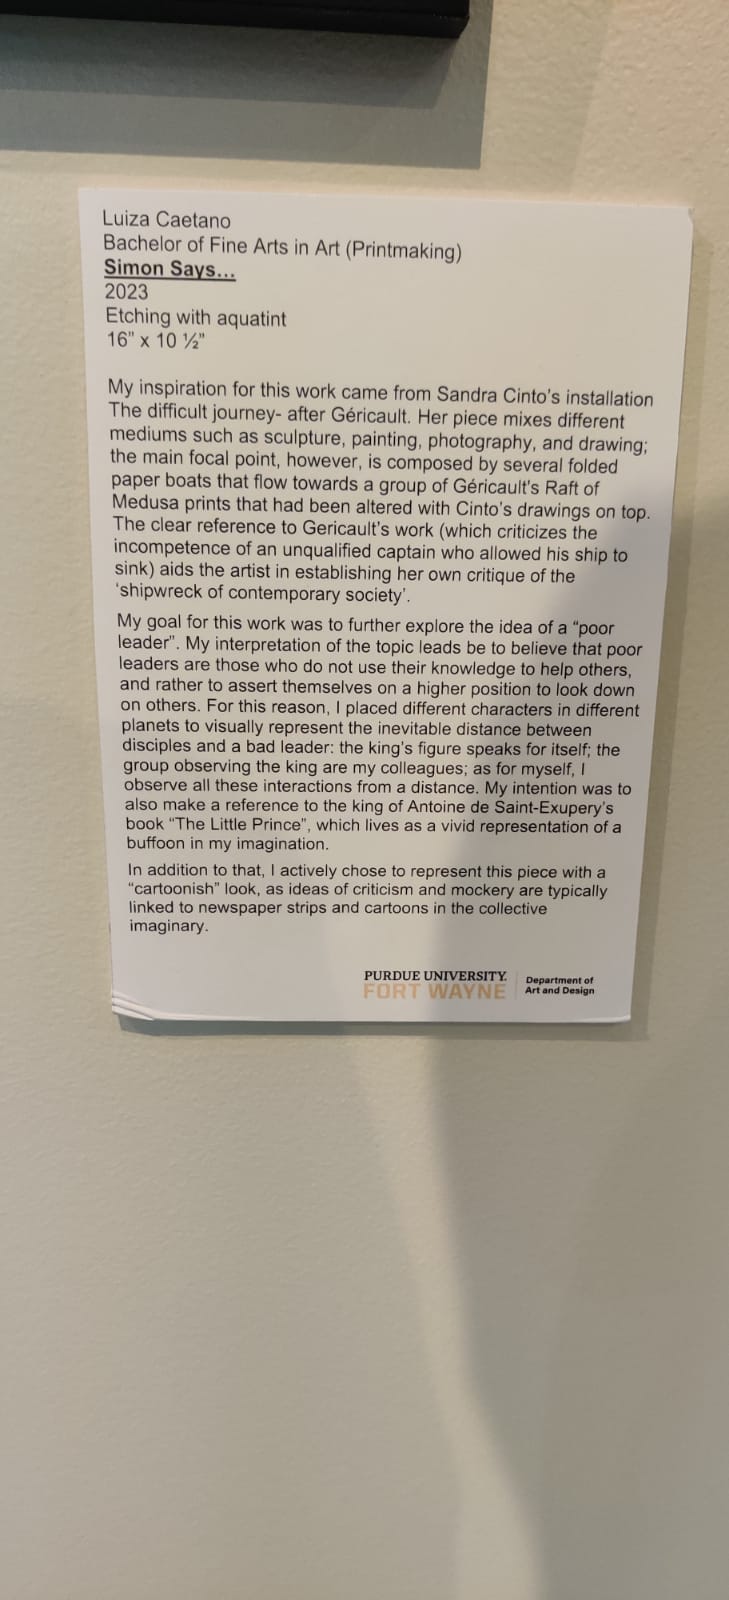 Luiza Caetano
Bachelor of Fine Arts in Art (Printmaking)
Simon Says...
2023
Etching with aquatint
16” x 10 ½”
My inspiration for this work came from Sandra Cinto's installation
The difficult journey- after Géricault. Her piece mixes different
mediums such as sculpture, painting, photography, and drawing;
the main focal point, however, is composed by several folded
paper boats that flow towards a group of Géricault's Raft of
Medusa prints that had been altered with Cinto's drawings on top.
The clear reference to Gericault's work (which criticizes the
incompetence of an unqualified captain who allowed his ship to
sink) aids the artist in establishing her own critique of the
‘shipwreck of contemporary society’.
My goal for this work was to further explore the idea of a “poor
leader”. My interpretation of the topic leads be to believe that poor
leaders are those who do not use their knowledge to help others,
and rather to assert themselves on a higher position to look down
on others. For this reason, I placed different characters in different
planets to visually represent the inevitable distance between
disciples and a bad leader: the king's figure speaks for itself; the
group observing the king are my colleagues; as for myself, I
observe all these interactions from a distance. My intention was to
also make a reference to the king of Antoine de Saint-Exupery's
book “The Little Prince”, which lives as a vivid representation of a
buffoon in my imagination.
In addition to that, I actively chose to represent this piece with a
“cartoonish” look, as ideas of criticism and mockery are typically
linked to newspaper strips and cartoons in the collective
imaginary.
PURDUE UNIVERSITY.
FORT WAYNE
Department of
Art and Design